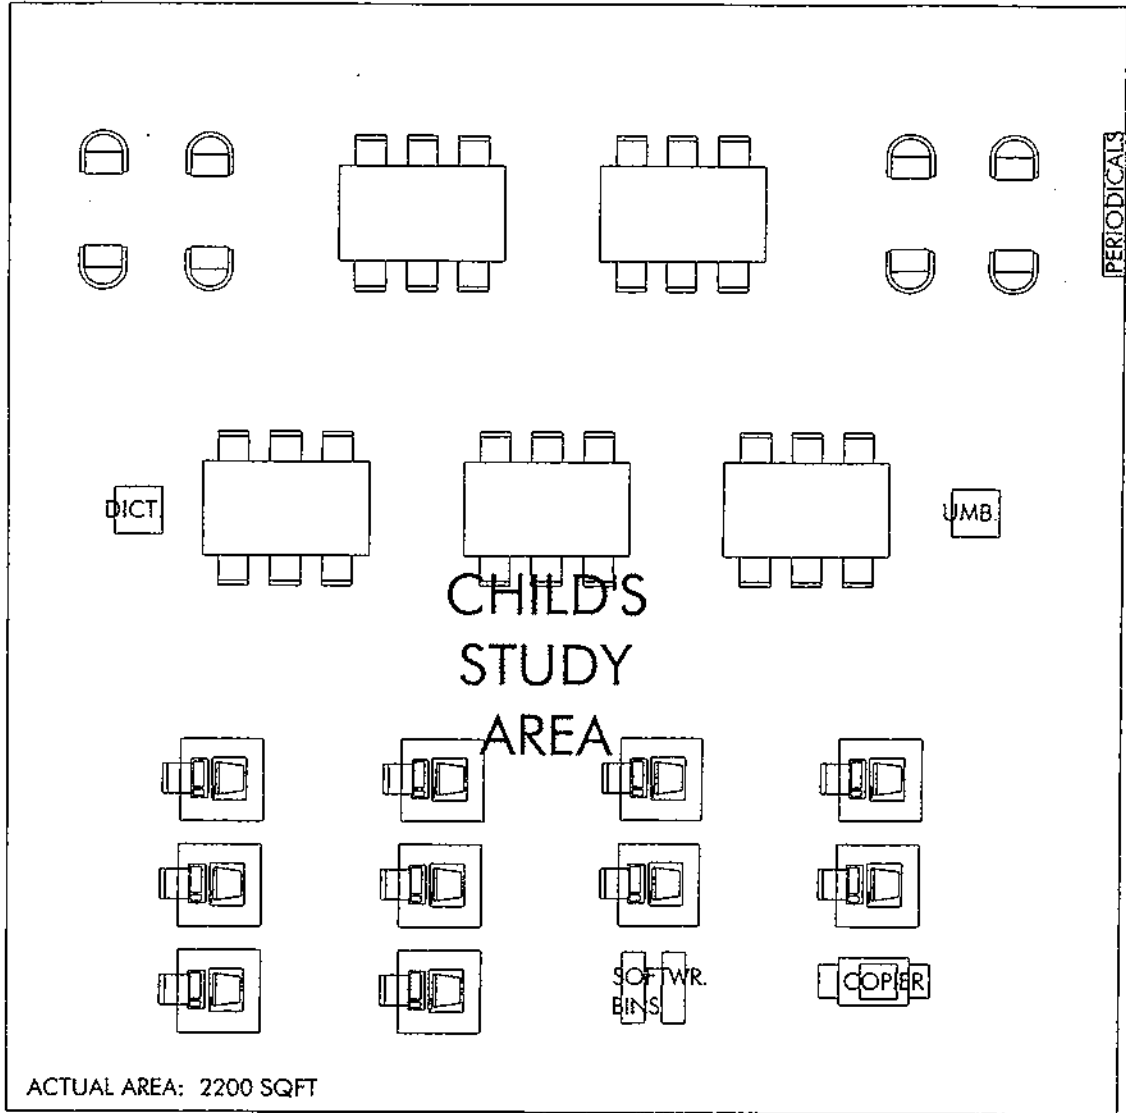 PERIODICALS
DICT.
UMB.
CHILD'S
STUDY
AREA
SOFTWR.
BINS
COPIER
ACTUAL AREA: 2200 SQFT